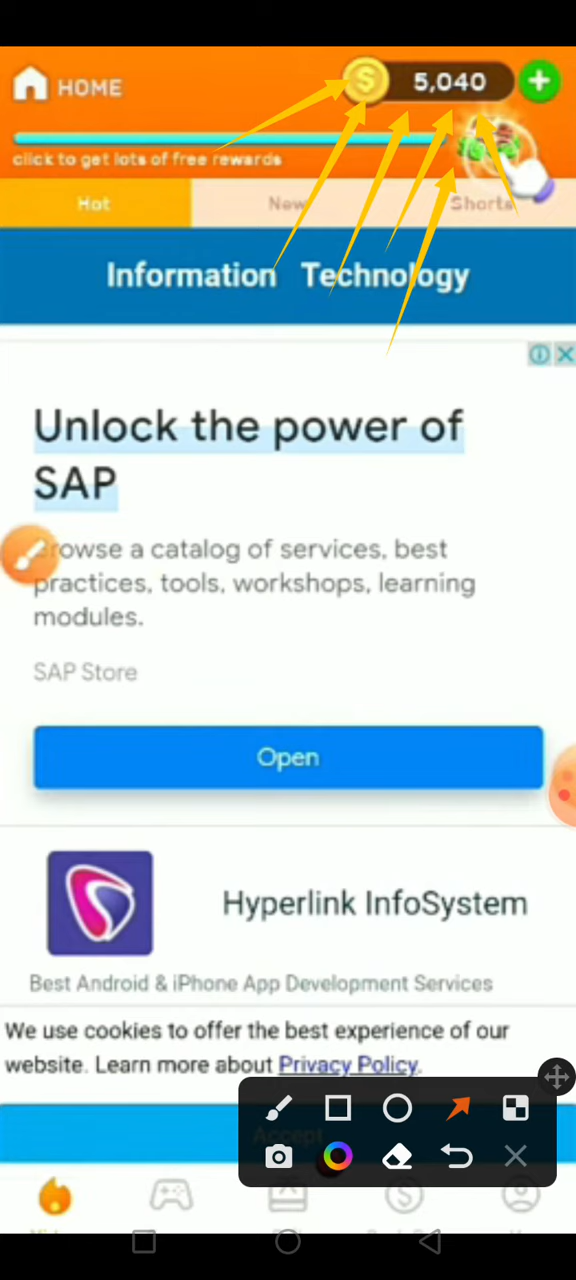 HOME
5,040
click to get lots of free rewards
Hot New Shorts
Information Technology
Unlock the power of
SAP
Browse a catalog of services, best
practices, tools, workshops, learning
modules.
SAP Store
Open
Hyperlink InfoSystem
Best Android & iPhone App Development Services
We use cookies to offer the best experience of our
website. Learn more about Privacy Policy.